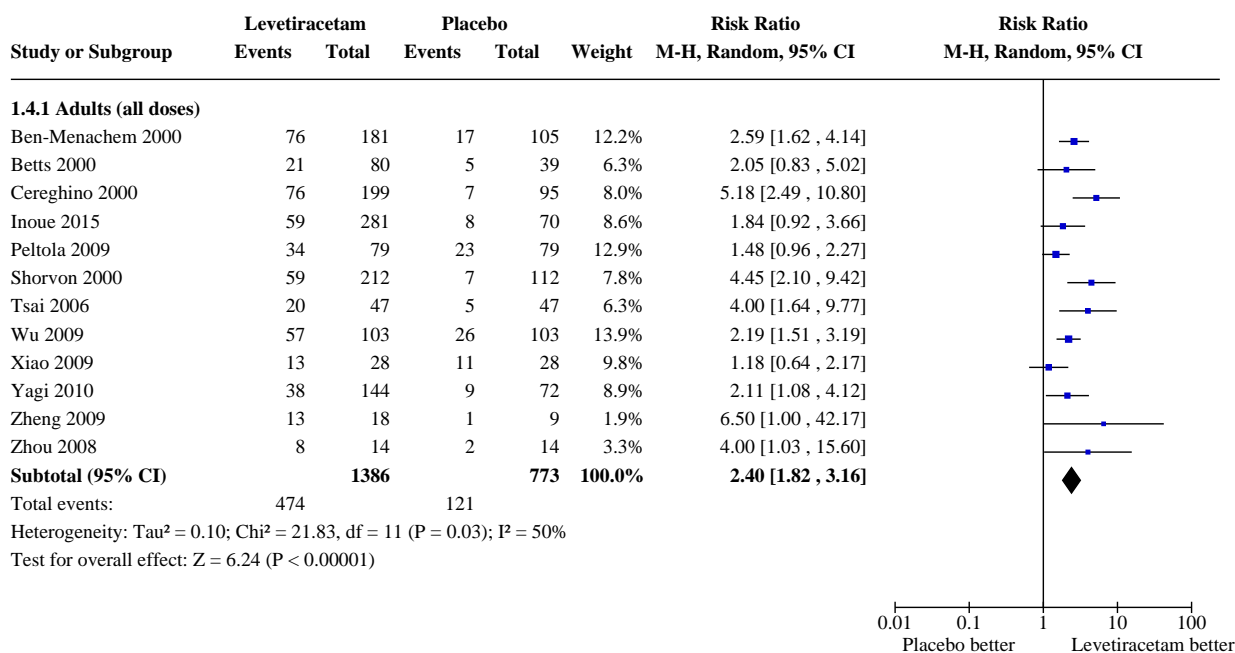 Levetiracetam Placebo Risk Ratio Risk Ratio
Study or Subgroup Events Total Events Total Weight M-H, Random, 95% CI M-H, Random, 95% CI
1.4.1 Adults (all doses)
Ben-Menachem 2000 76 181 17 105 12.2% 2.59 [1.62 , 4.14]
Betts 2000 21 80 5 39 6.3% 2.05 [0.83 , 5.02]
Cereghino 2000 76 199 7 95 8.0% 5.18 [2.49 , 10.80]
Inoue 2015 59 281 8 70 8.6% 1.84 [0.92 , 3.66]
Peltola 2009 34 79 23 79 12.9% 1.48 [0.96 , 2.27]
Shorvon 2000 59 212 7 112 7.8% 4.45 [2.10 , 9.42]
Tsai 2006 20 47 5 47 6.3% 4.00 [1.64 , 9.77]
Wu 2009 57 103 26 103 13.9% 2.19 [1.51 , 3.19]
Xiao 2009 13 28 11 28 9.8% 1.18 [0.64 , 2.17]
Yagi 2010 38 144 9 72 8.9% 2.11 [1.08 , 4.12]
Zheng 2009 13 18 1 9 1.9% 6.50 [1.00 , 42.17]
Zhou 2008 8 14 2 14 3.3% 4.00 [1.03 , 15.60]
Subtotal (95% CI) 1386 773 100.0% 2.40 [1.82 , 3.16]
Total events: 474 121
Heterogeneity: Tau² = 0.10; Chi² = 21.83, df = 11 (P = 0.03); I² = 50%
Test for overall effect: Z = 6.24 (P < 0.00001)
0.01 0.1 1 10 100
Placebo better Levetiracetam better